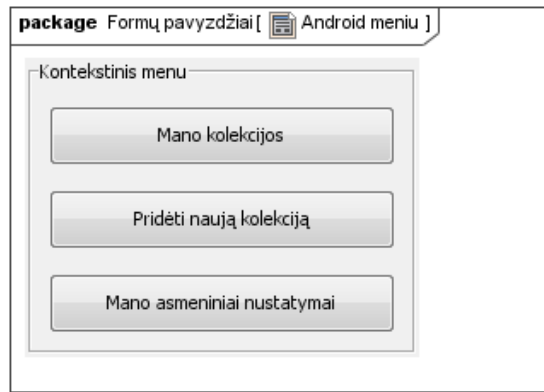 package Formų pavyzdžiai[ Android meniu ]
Kontekstinis menu
Mano kolekcijos
Pridėti naują kolekciją
Mano asmeniniai nustatymai